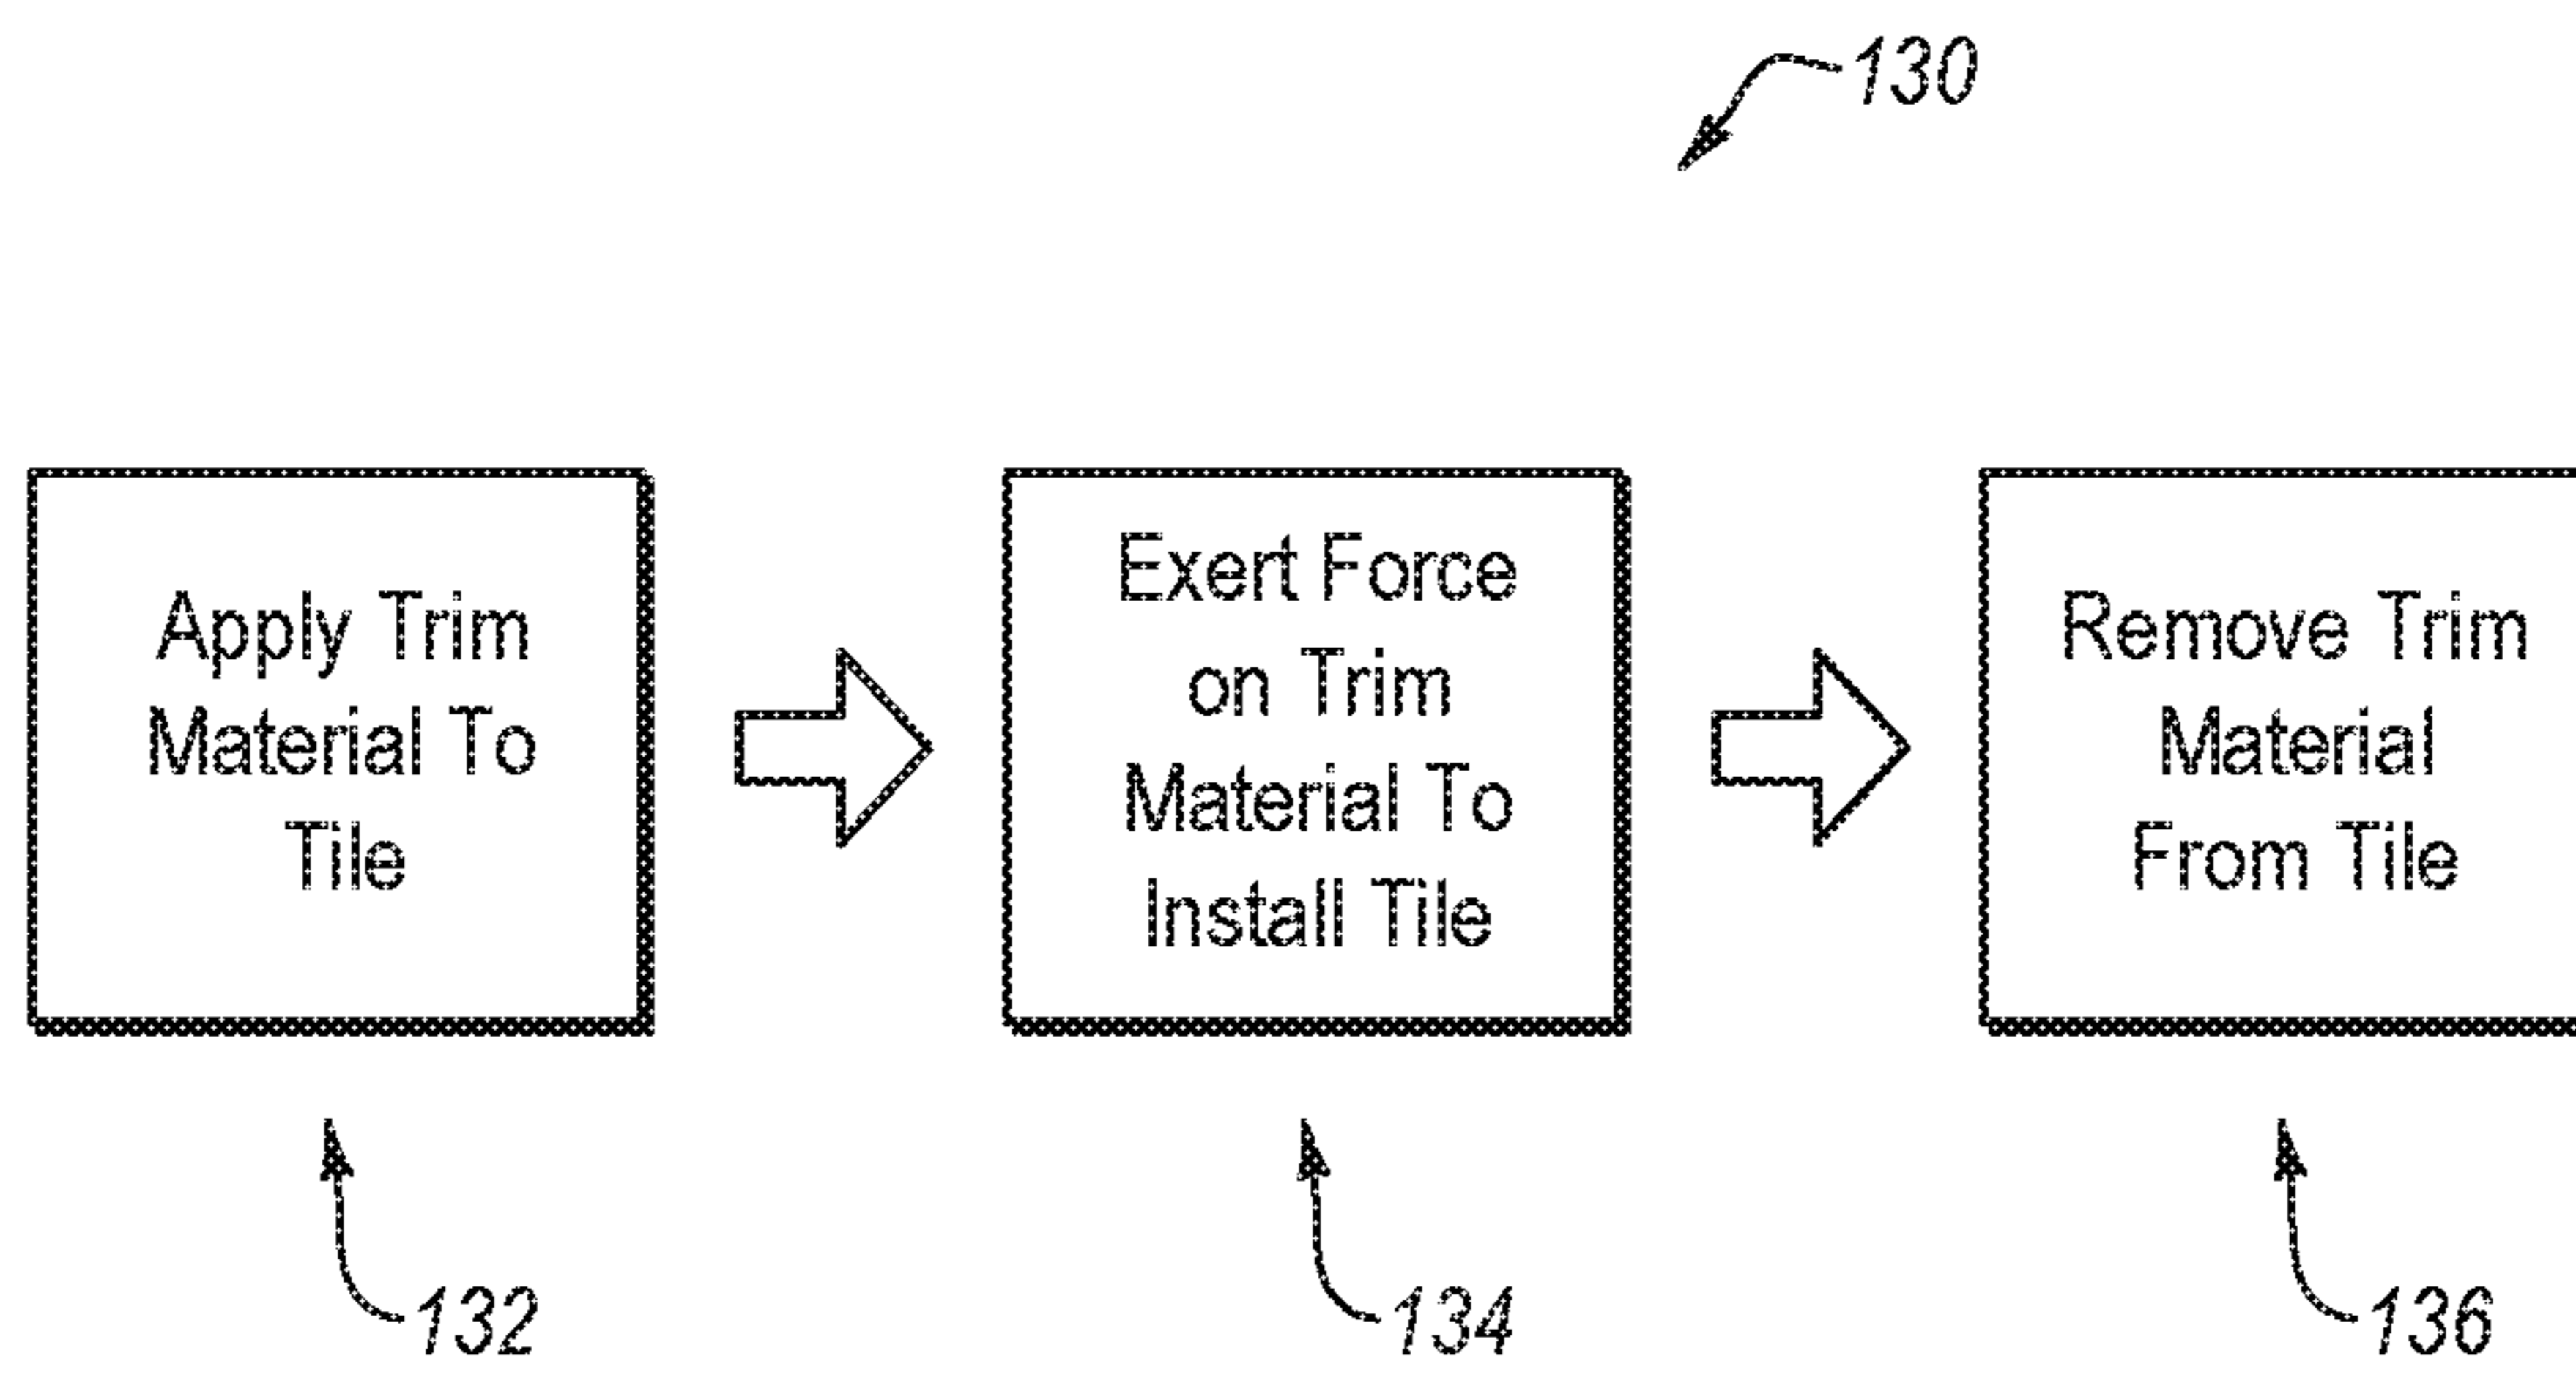 130
Apply Trim
Material To
Tile
Exert Force
on Trim
Material To
Install Tile
Remove Trim
Material
From Tile
132
134
136